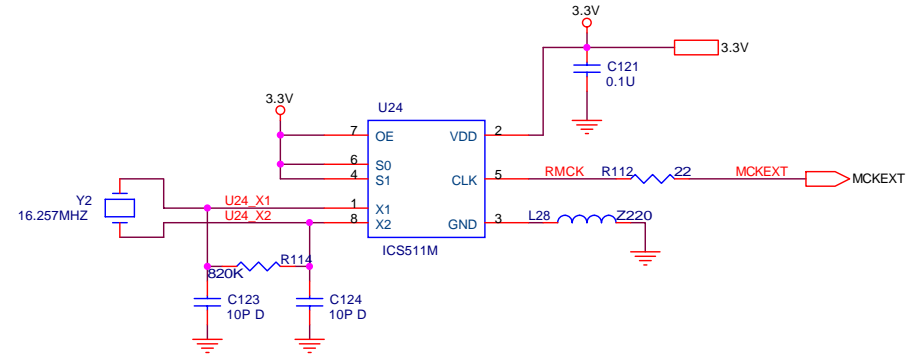 3.3V
3.3V
C121
0.1U
3.3V
U24
7 OE VDD 2
6 S0
4 S1 CLK 5 RMCK R112 22 MCKEXT MCKEXT
Y2
16.257MHZ
U24_X1 1 X1
U24_X2 8 X2 GND 3 L28 Z220
ICS511M
820K R114
C123
10P D
C124
10P D